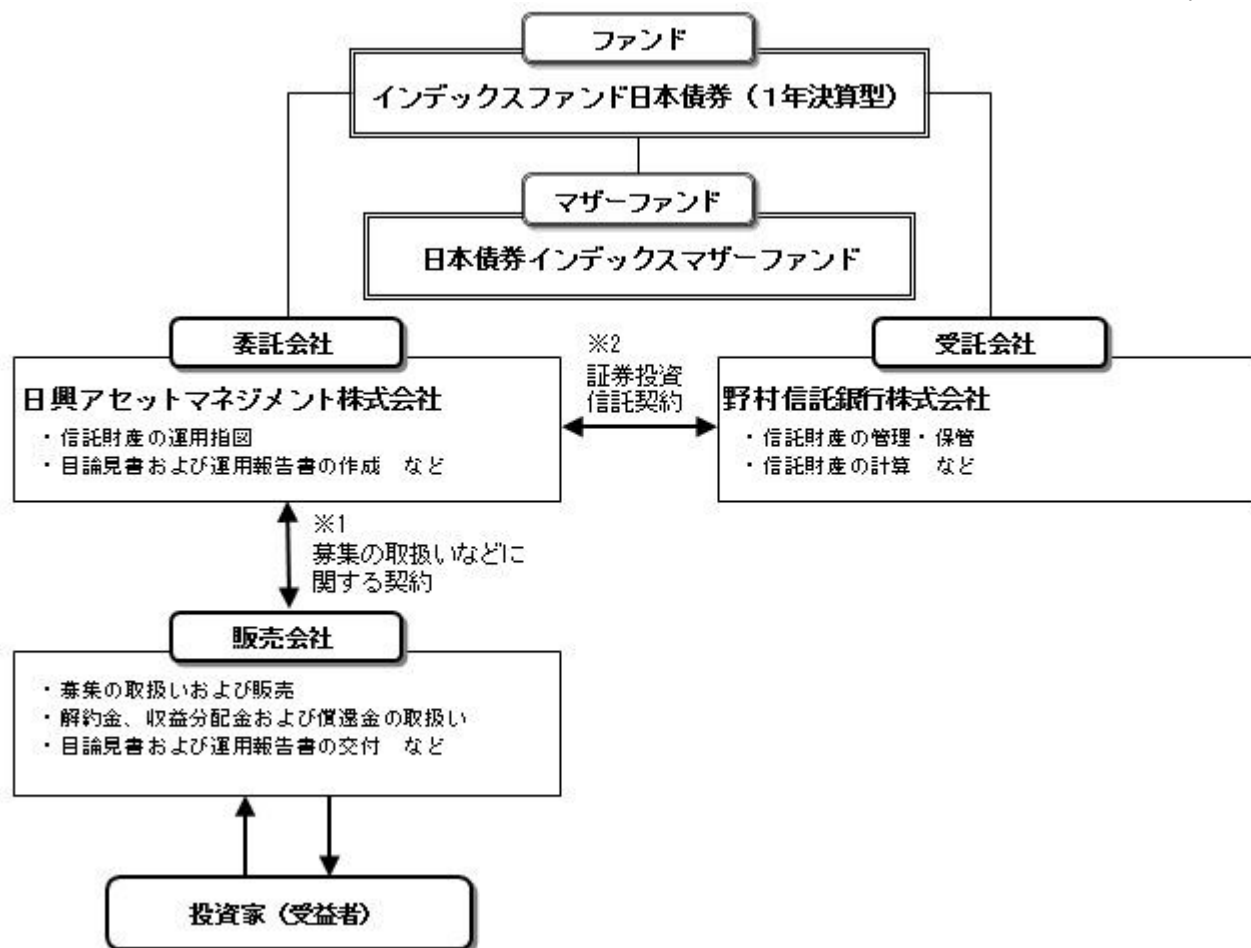 ファンド
インデックスファンド日本債券(1年決算型)
マザーファンド
日本債券インデックスマザーファンド
委託会社
日興アセットマネジメント株式会社
・信託財産の運用指図
・目論見書および運用報告書の作成 など
※2
証券投資
信託契約
受託会社
野村信託銀行株式会社
・信託財産の管理・保管
・信託財産の計算 など
※1
募集の取扱いなどに
関する契約
販売会社
・募集の取扱いおよび販売
・解約金、収益分配金および償還金の取扱い
・目論見書および運用報告書の交付 など
投資家(受益者)